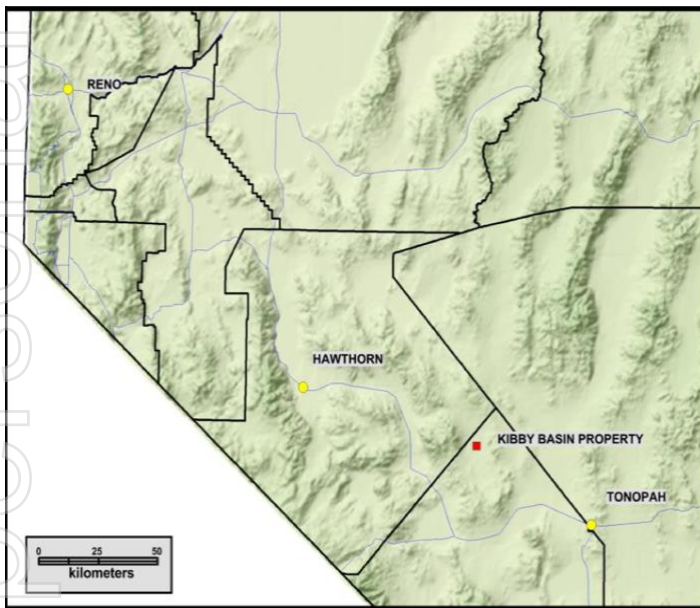 RENO
HAWTHORN
KIBBY BASIN PROPERTY
TONOPAH
0 25 50
kilometers